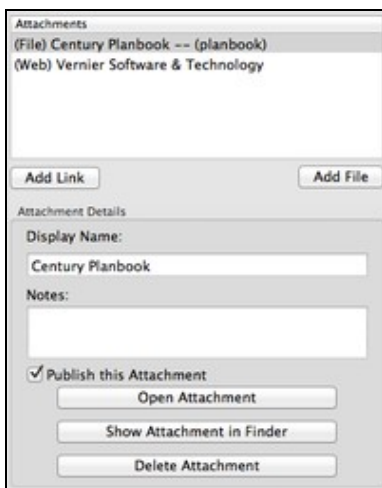 Attachments
(File) Century Planbook -- (planbook)
(Web) Vernier Software & Technology
Add Link Add File
Attachment Details
Display Name:
Century Planbook
Notes:
Publish this Attachment
Open Attachment
Show Attachment in Finder
Delete Attachment